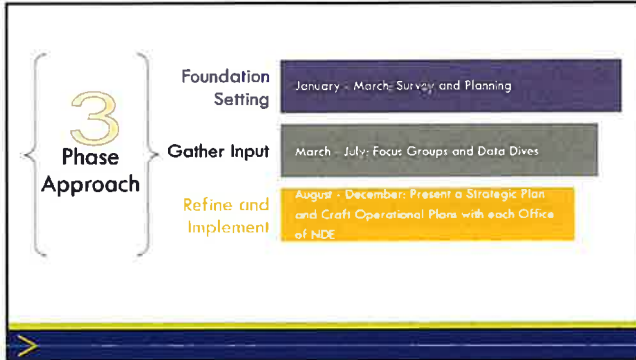 3
Phase
Approach
Foundation
Setting
January - March: Survey and Planning
Gather Input
March - July: Focus Groups and Data Dives
Refine and
Implement
August - December: Present a Strategic Plan
and Craft Operational Plans with each Office
of NDE